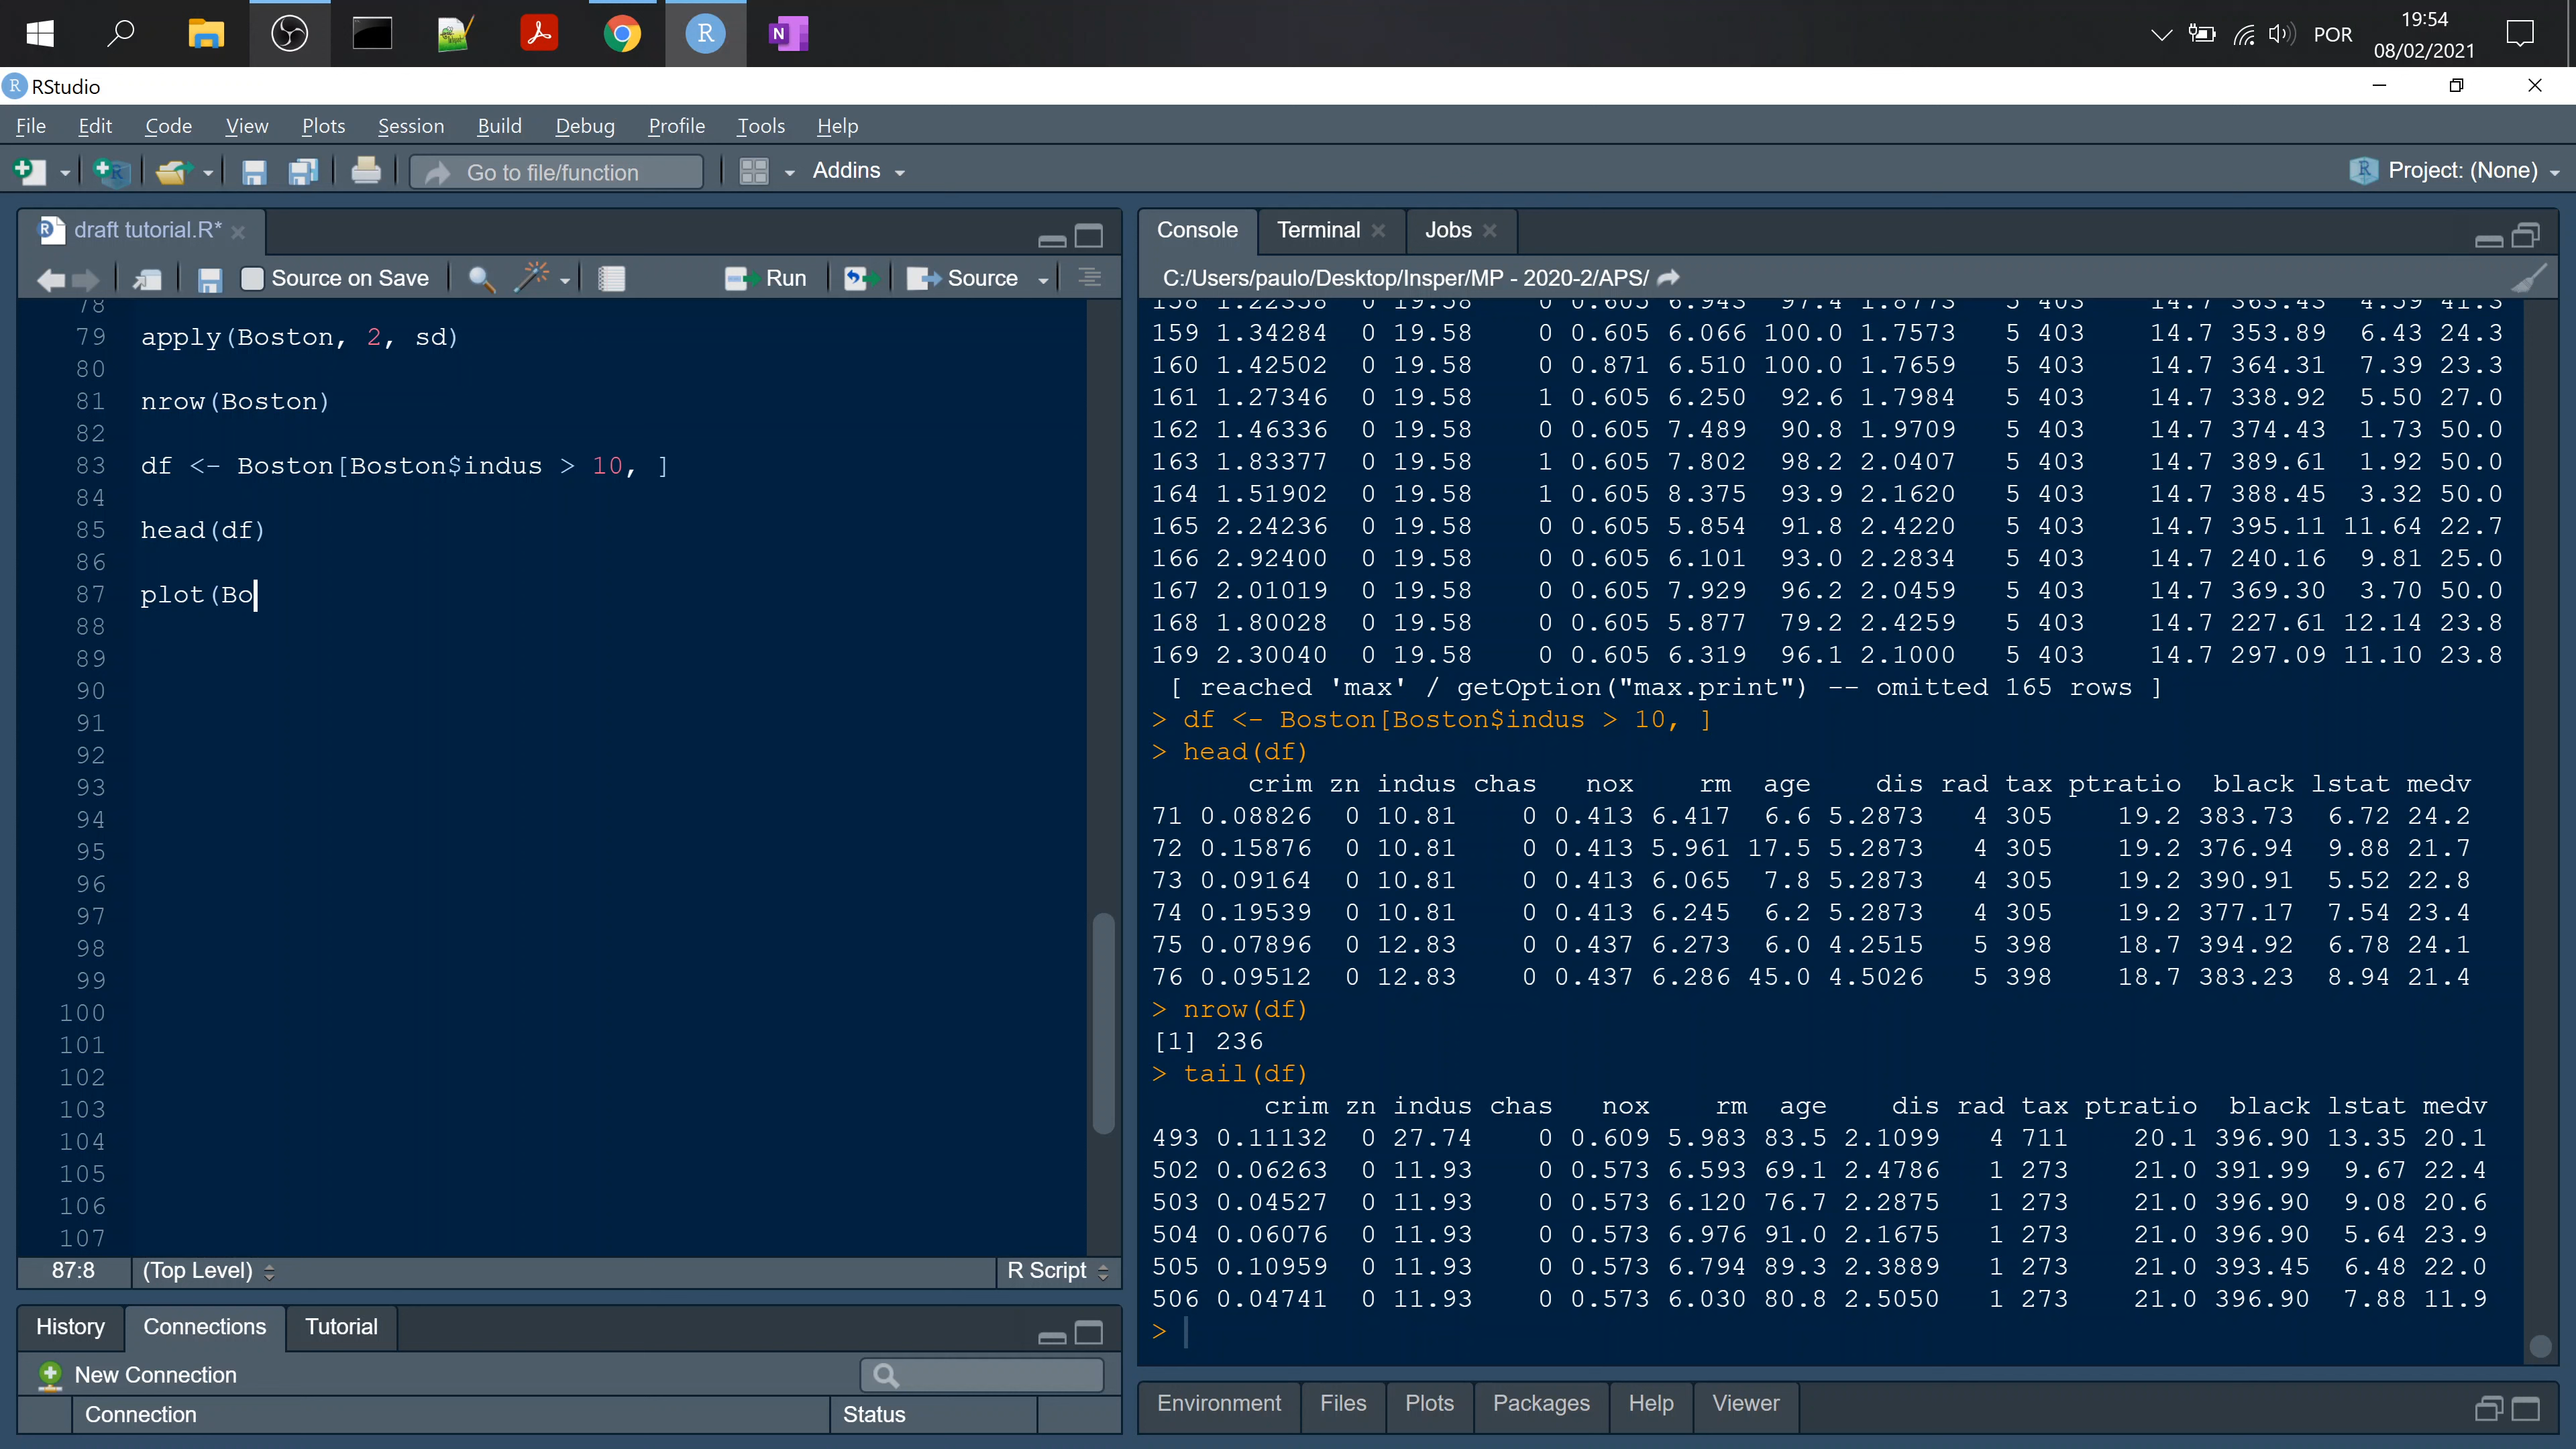 19:54
POR
08/02/2021
RStudio
File Edit Code View Plots Session Build Debug Profile Tools Help
Go to file/function
Addins
Project: (None)
draft tutorial.R*
Source on Save
Run
Source
78
79 apply(Boston, 2, sd)
80
81 nrow(Boston)
82
83 df <- Boston[Boston$indus > 10, ]
84
85 head(df)
86
87 plot(Bo
88
89
90
91
92
93
94
95
96
97
98
99
100
101
102
103
104
105
106
107
87:8 (Top Level) R Script
History Connections Tutorial
New Connection
Connection Status
Console Terminal Jobs
C:/Users/paulo/Desktop/Insper/MP - 2020-2/APS/
158 1.22358 0 19.58 0 0.605 6.943 97.4 1.8773 5 403 14.7 363.43 4.59 41.3
159 1.34284 0 19.58 0 0.605 6.066 100.0 1.7573 5 403 14.7 353.89 6.43 24.3
160 1.42502 0 19.58 0 0.871 6.510 100.0 1.7659 5 403 14.7 364.31 7.39 23.3
161 1.27346 0 19.58 1 0.605 6.250 92.6 1.7984 5 403 14.7 338.92 5.50 27.0
162 1.46336 0 19.58 0 0.605 7.489 90.8 1.9709 5 403 14.7 374.43 1.73 50.0
163 1.83377 0 19.58 1 0.605 7.802 98.2 2.0407 5 403 14.7 389.61 1.92 50.0
164 1.51902 0 19.58 1 0.605 8.375 93.9 2.1620 5 403 14.7 388.45 3.32 50.0
165 2.24236 0 19.58 0 0.605 5.854 91.8 2.4220 5 403 14.7 395.11 11.64 22.7
166 2.92400 0 19.58 0 0.605 6.101 93.0 2.2834 5 403 14.7 240.16 9.81 25.0
167 2.01019 0 19.58 0 0.605 7.929 96.2 2.0459 5 403 14.7 369.30 3.70 50.0
168 1.80028 0 19.58 0 0.605 5.877 79.2 2.4259 5 403 14.7 227.61 12.14 23.8
169 2.30040 0 19.58 0 0.605 6.319 96.1 2.1000 5 403 14.7 297.09 11.10 23.8
[ reached 'max' / getOption("max.print") -- omitted 165 rows ]
> df <- Boston[Boston$indus > 10, ]
> head(df)
crim zn indus chas nox rm age dis rad tax ptratio black lstat medv
71 0.08826 0 10.81 0 0.413 6.417 6.6 5.2873 4 305 19.2 383.73 6.72 24.2
72 0.15876 0 10.81 0 0.413 5.961 17.5 5.2873 4 305 19.2 376.94 9.88 21.7
73 0.09164 0 10.81 0 0.413 6.065 7.8 5.2873 4 305 19.2 390.91 5.52 22.8
74 0.19539 0 10.81 0 0.413 6.245 6.2 5.2873 4 305 19.2 377.17 7.54 23.4
75 0.07896 0 12.83 0 0.437 6.273 6.0 4.2515 5 398 18.7 394.92 6.78 24.1
76 0.09512 0 12.83 0 0.437 6.286 45.0 4.5026 5 398 18.7 383.23 8.94 21.4
> nrow(df)
[1] 236
> tail(df)
crim zn indus chas nox rm age dis rad tax ptratio black lstat medv
493 0.11132 0 27.74 0 0.609 5.983 83.5 2.1099 4 711 20.1 396.90 13.35 20.1
502 0.06263 0 11.93 0 0.573 6.593 69.1 2.4786 1 273 21.0 391.99 9.67 22.4
503 0.04527 0 11.93 0 0.573 6.120 76.7 2.2875 1 273 21.0 396.90 9.08 20.6
504 0.06076 0 11.93 0 0.573 6.976 91.0 2.1675 1 273 21.0 396.90 5.64 23.9
505 0.10959 0 11.93 0 0.573 6.794 89.3 2.3889 1 273 21.0 393.45 6.48 22.0
506 0.04741 0 11.93 0 0.573 6.030 80.8 2.5050 1 273 21.0 396.90 7.88 11.9
>
Environment Files Plots Packages Help Viewer